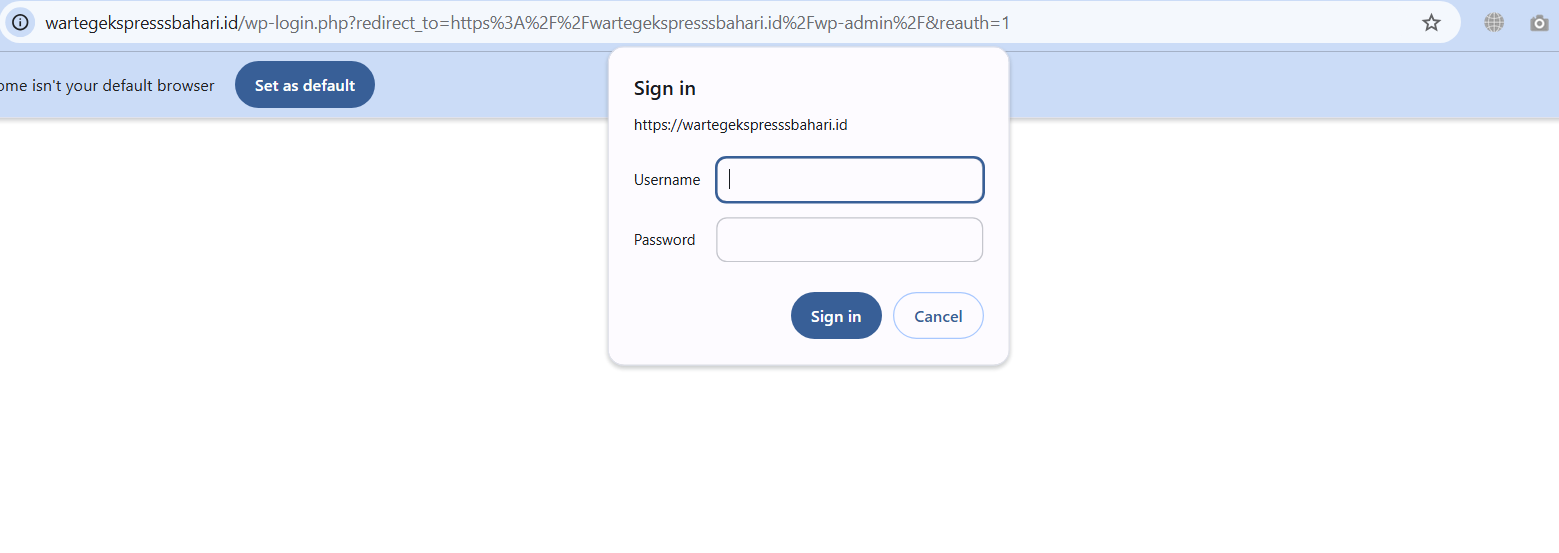 wartegekspresssbahari.id/wp-login.php?redirect_to=https%3A%2F%2Fwartegekspresssbahari.id%2Fwp-admin%2F&reauth=1
ome isn't your default browser
Set as default
Sign in
https://wartegekspresssbahari.id
Username
Password
Sign in
Cancel